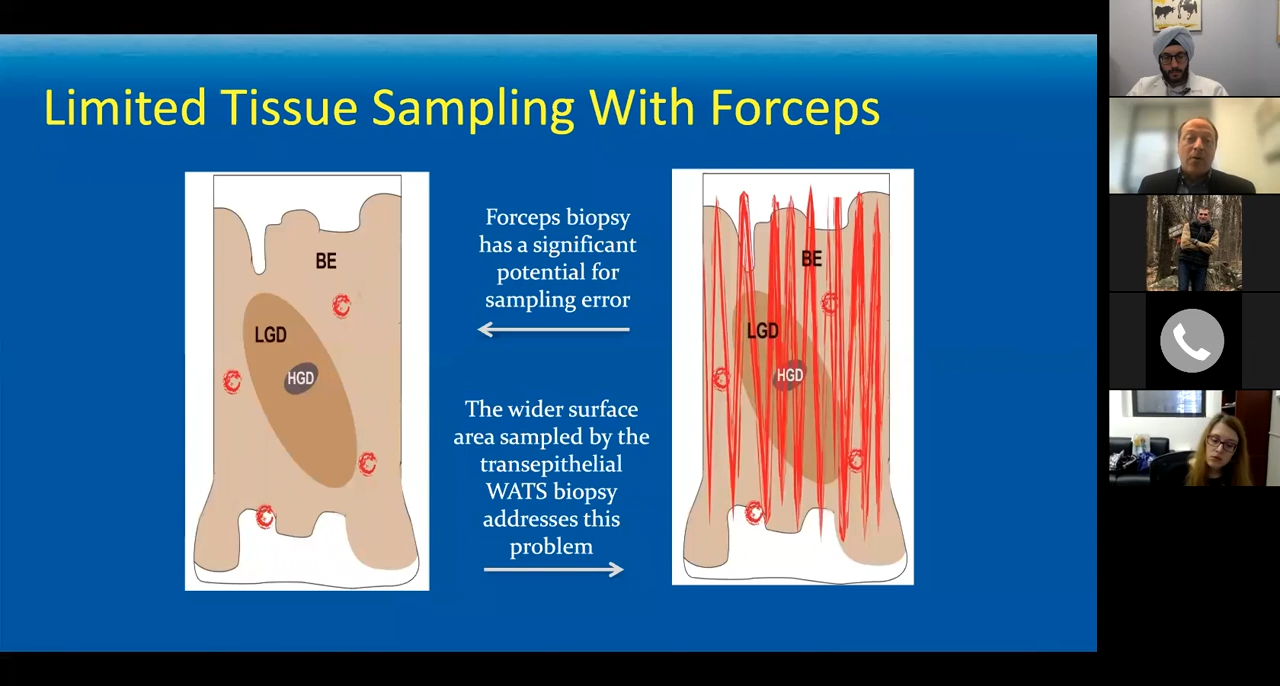 Limited Tissue Sampling With Forceps
BE
LGD
HGD
Forceps biopsy
has a significant
potential for
sampling error
The wider surface
area sampled by the
transepithelial
WATS biopsy
addresses this
problem
BE
LGD
HGD